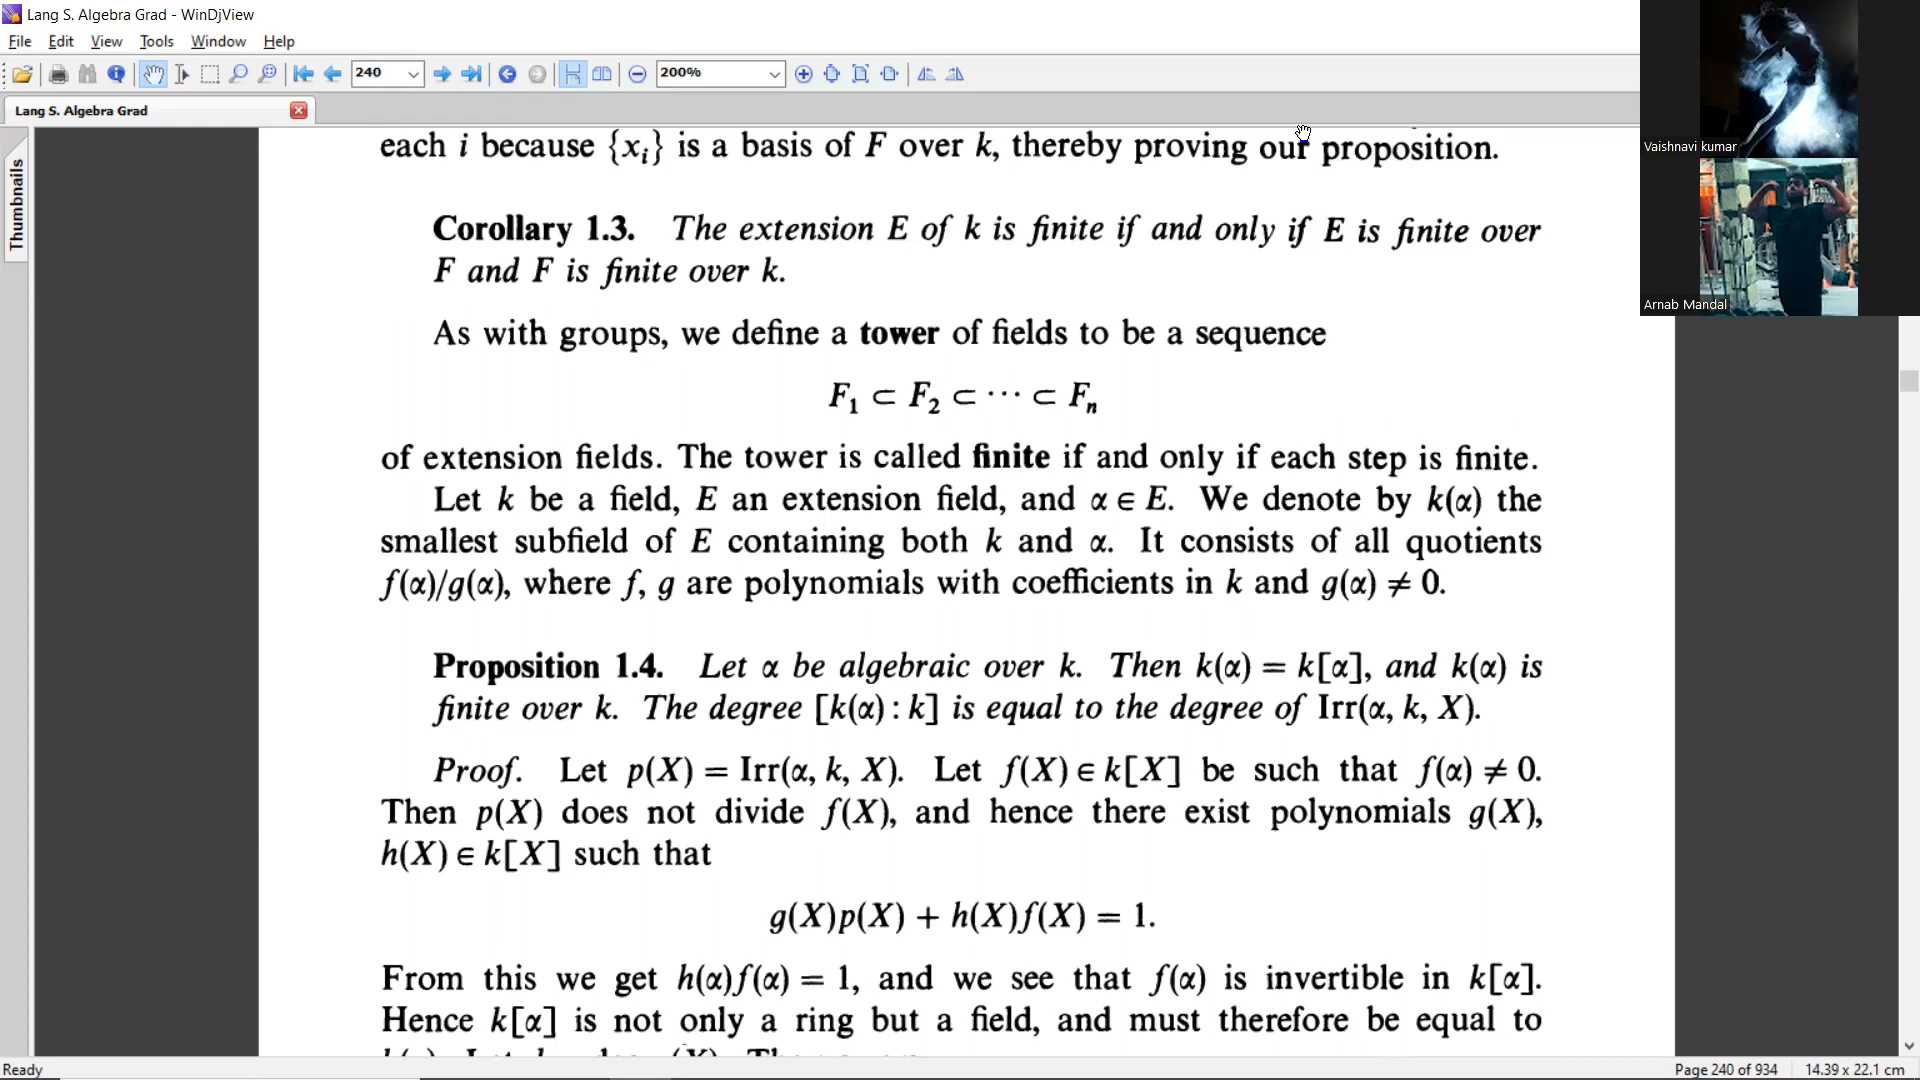 Lang S. Algebra Grad - WinDjView
File Edit View Tools Window Help
240 200%
Lang S. Algebra Grad
Thumbnails
each i because {xᵢ} is a basis of F over k, thereby proving our proposition.
Corollary 1.3. The extension E of k is finite if and only if E is finite over
F and F is finite over k.
As with groups, we define a tower of fields to be a sequence
F₁ ⊂ F₂ ⊂ ··· ⊂ Fₙ
of extension fields. The tower is called finite if and only if each step is finite.
Let k be a field, E an extension field, and α ∈ E. We denote by k(α) the
smallest subfield of E containing both k and α. It consists of all quotients
f(α)/g(α), where f, g are polynomials with coefficients in k and g(α) ≠ 0.
Proposition 1.4. Let α be algebraic over k. Then k(α) = k[α], and k(α) is
finite over k. The degree [k(α) : k] is equal to the degree of Irr(α, k, X).
Proof. Let p(X) = Irr(α, k, X). Let f(X) ∈ k[X] be such that f(α) ≠ 0.
Then p(X) does not divide f(X), and hence there exist polynomials g(X),
h(X) ∈ k[X] such that
g(X)p(X) + h(X)f(X) = 1.
From this we get h(α)f(α) = 1, and we see that f(α) is invertible in k[α].
Hence k[α] is not only a ring but a field, and must therefore be equal to
Vaishnavi kumar
Arnab Mandal
Ready
Page 240 of 934 14.39 x 22.1 cm